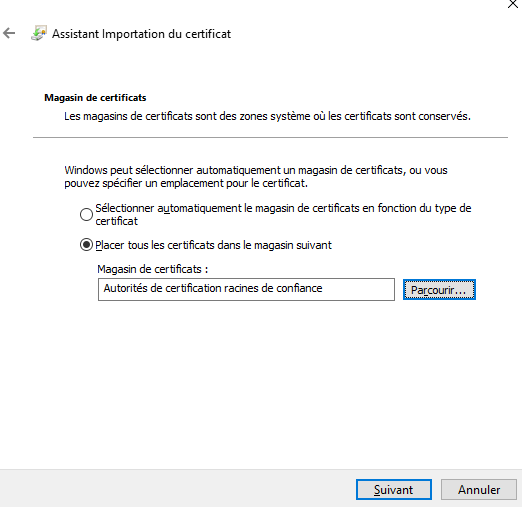 Assistant Importation du certificat
Magasin de certificats
Les magasins de certificats sont des zones système où les certificats sont conservés.
Windows peut sélectionner automatiquement un magasin de certificats, ou vous
pouvez spécifier un emplacement pour le certificat.
Sélectionner automatiquement le magasin de certificats en fonction du type de
certificat
Placer tous les certificats dans le magasin suivant
Magasin de certificats :
Autorités de certification racines de confiance
Parcourir...
Suivant
Annuler